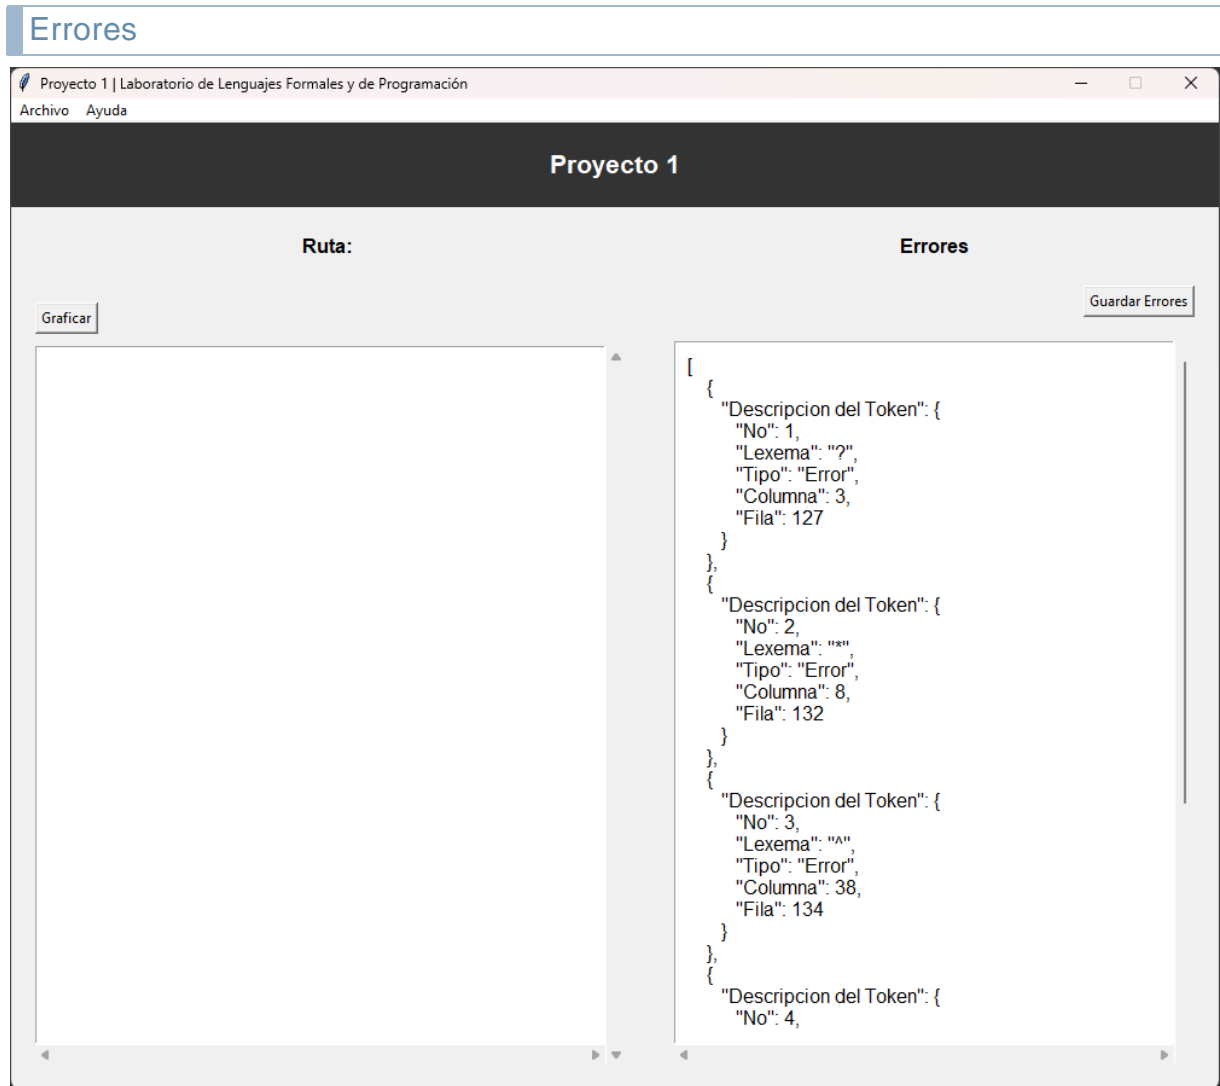 Errores
Proyecto 1 | Laboratorio de Lenguajes Formales y de Programación
Archivo Ayuda
Proyecto 1
Ruta:
Errores
Guardar Errores
Graficar
[
{
"Descripcion del Token": {
"No": 1,
"Lexema": "?",
"Tipo": "Error",
"Columna": 3,
"Fila": 127
}
},
{
"Descripcion del Token": {
"No": 2,
"Lexema": "*",
"Tipo": "Error",
"Columna": 8,
"Fila": 132
}
},
{
"Descripcion del Token": {
"No": 3,
"Lexema": "^",
"Tipo": "Error",
"Columna": 38,
"Fila": 134
}
},
{
"Descripcion del Token": {
"No": 4,